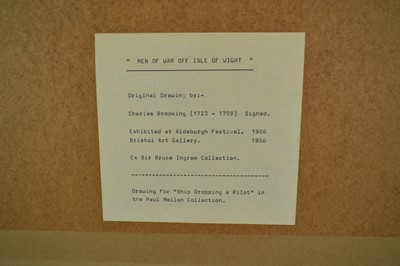 " MEN OF WAR OFF ISLE OF WIGHT "
Original Drawing by:-
Charles Brooking (1723 - 1759) Signed.
Exhibited at Aldeburgh Festival. 1966
Bristol Art Gallery. 1966
Ex Sir Bruce Ingram Collection.
Drawing for "Ship Dropping a Pilot" in
the Paul Mellon Collection.